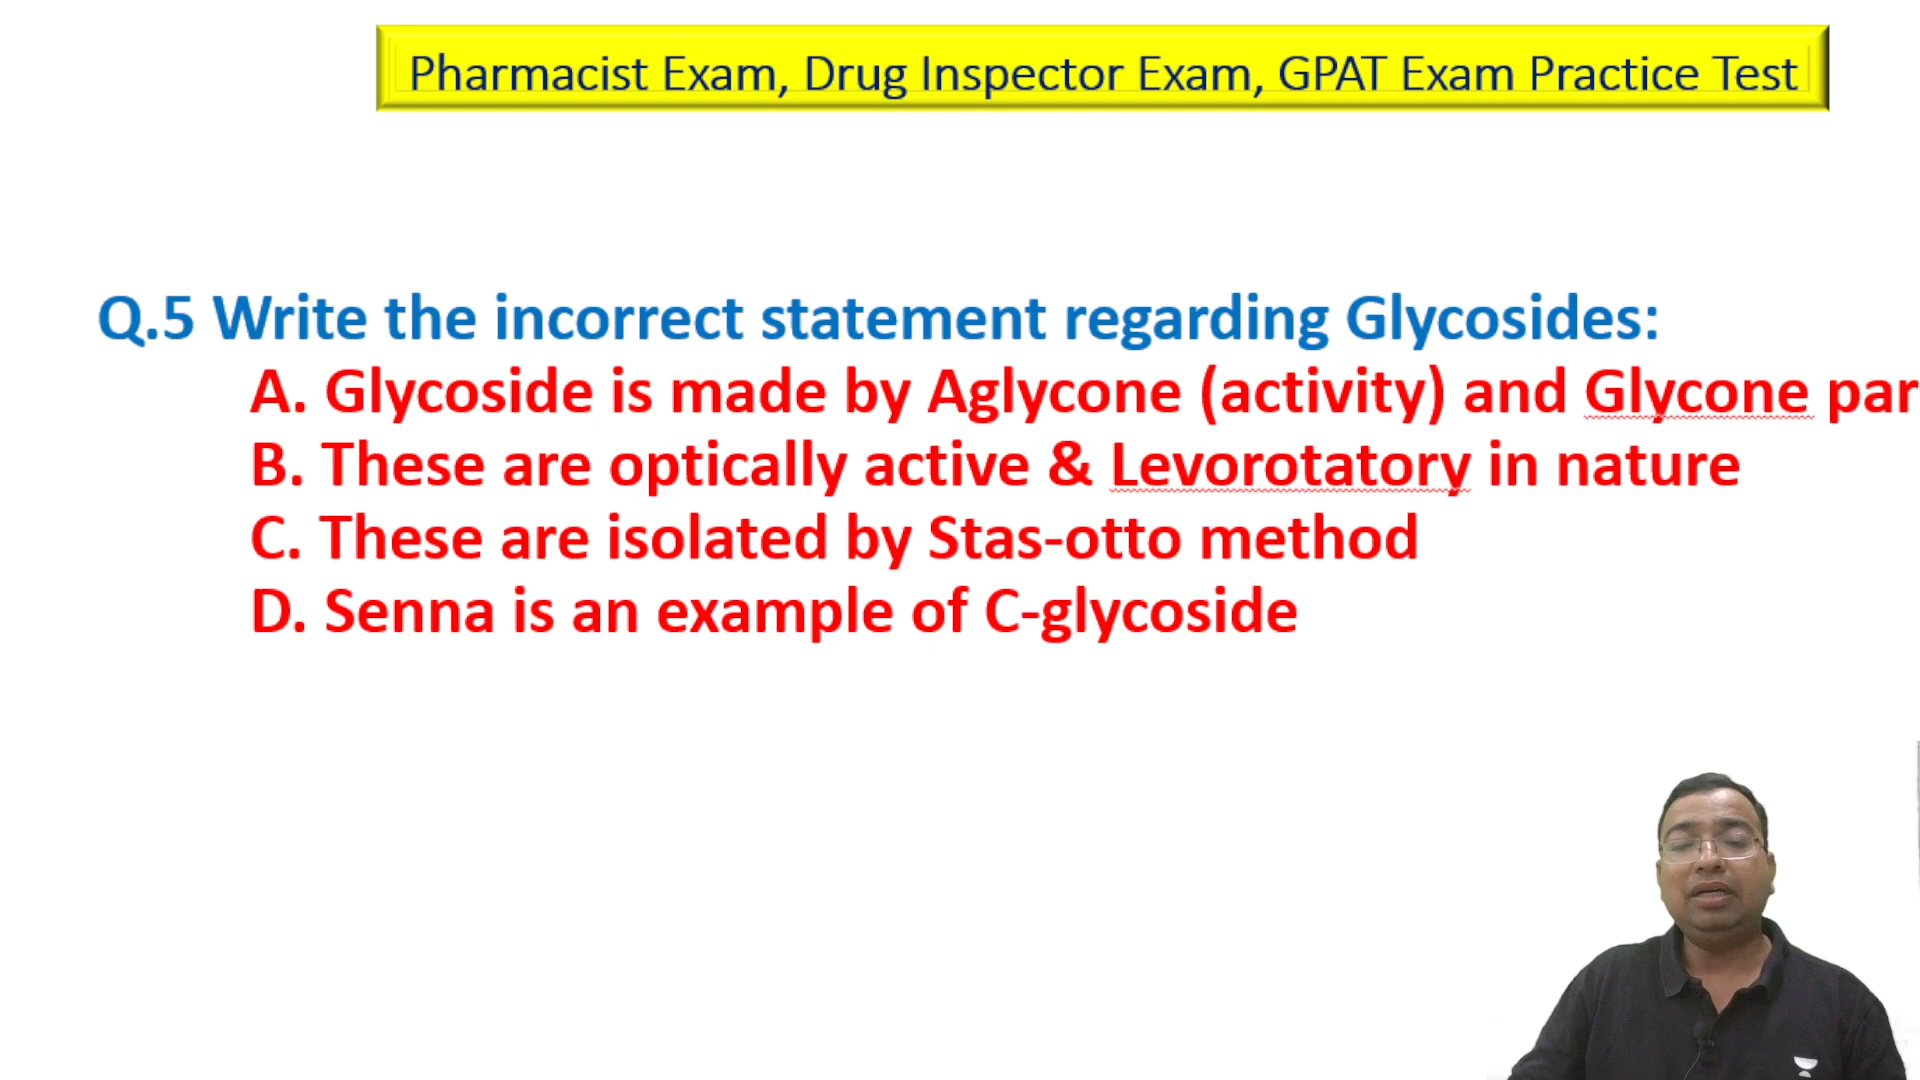 Pharmacist Exam, Drug Inspector Exam, GPAT Exam Practice Test
Q.5 Write the incorrect statement regarding Glycosides:
A. Glycoside is made by Aglycone (activity) and Glycone par
B. These are optically active & Levorotatory in nature
C. These are isolated by Stas-otto method
D. Senna is an example of C-glycoside